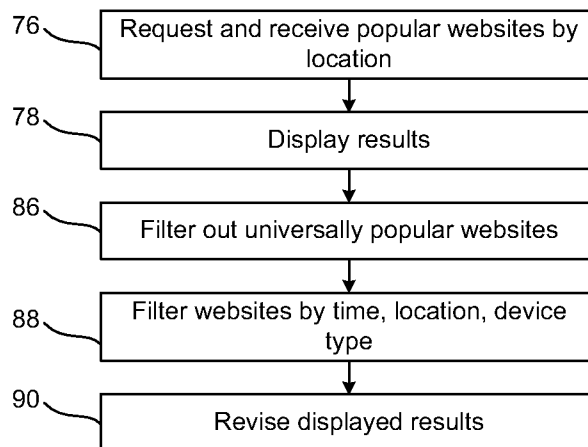 76
Request and receive popular websites by
location
78
Display results
86
Filter out universally popular websites
88
Filter websites by time, location, device
type
90
Revise displayed results